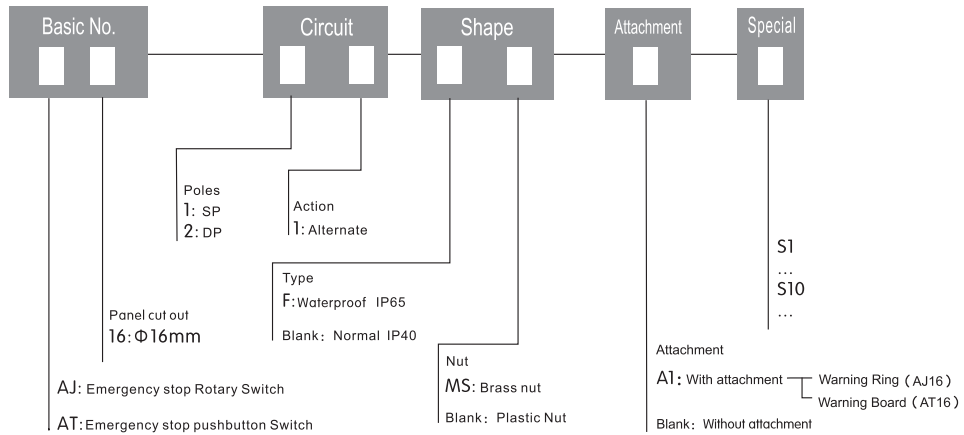 Basic No.
Circuit
Shape
Attachment
Special
Poles
1: SP
2: DP
Action
1: Alternate
S1
...
S10
...
Type
F: Waterproof IP65
Blank: Normal IP40
Panel cut out
16: Φ16mm
Nut
MS: Brass nut
Blank: Plastic Nut
Attachment
A1: With attachment
Warning Ring (AJ16)
Warning Board (AT16)
Blank: Without attachment
AJ: Emergency stop Rotary Switch
AT: Emergency stop pushbutton Switch